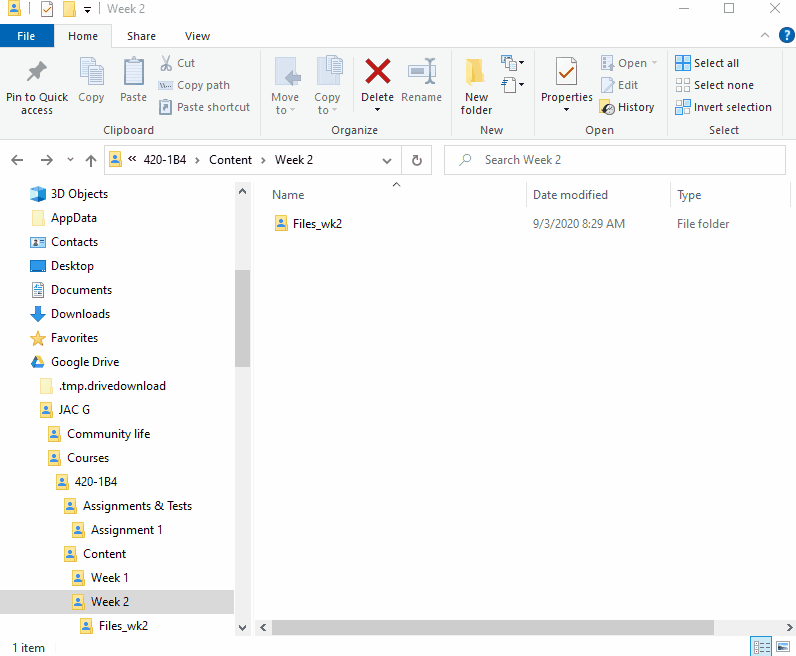 Week 2
File Home Share View
Pin to Quick access
Copy
Paste
Cut
Copy path
Paste shortcut
Clipboard
Move to
Copy to
Delete
Rename
Organize
New folder
New
Properties
Open
Edit
History
Open
Select all
Select none
Invert selection
Select
« 420-1B4 > Content > Week 2
Search Week 2
3D Objects
AppData
Contacts
Desktop
Documents
Downloads
Favorites
Google Drive
.tmp.drivedownload
JAC G
Community life
Courses
420-1B4
Assignments & Tests
Assignment 1
Content
Week 1
Week 2
Files_wk2
Name Date modified Type
Files_wk2 9/3/2020 8:29 AM File folder
1 item